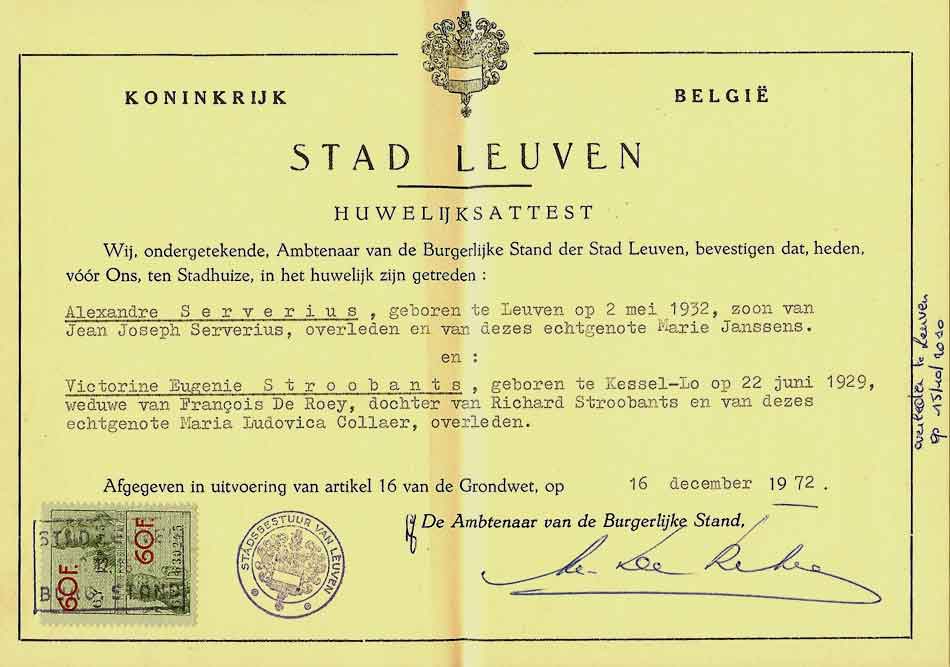 KONINKRIJK BELGIË
STAD LEUVEN
HUWELIJKSATTEST
Wij, ondergetekende, Ambtenaar van de Burgerlijke Stand der Stad Leuven, bevestigen dat, heden,
vóór Ons, ten Stadhuize, in het huwelijk zijn getreden :
Alexandre Serverius, geboren te Leuven op 2 mei 1932, zoon van
Jean Joseph Serverius, overleden en van dezes echtgenote Marie Janssens.
en :
Victorine Eugenie Stroobants, geboren te Kessel-Lo op 22 juni 1929,
weduwe van François De Roey, dochter van Richard Stroobants en van dezes
echtgenote Maria Ludovica Collaer, overleden.
overleden te Leuven
op 15/10/2010
Afgegeven in uitvoering van artikel 16 van de Grondwet, op 16 december 1972.
De Ambtenaar van de Burgerlijke Stand,
STADSBESTUUR VAN LEUVEN
60F.
60F.